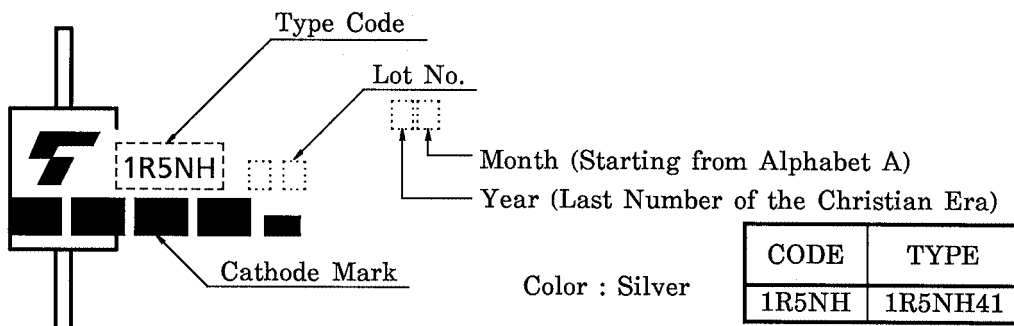 Type Code
Lot No.
1R5NH
Month (Starting from Alphabet A)
Year (Last Number of the Christian Era)
Cathode Mark
Color : Silver
CODE TYPE
1R5NH 1R5NH41